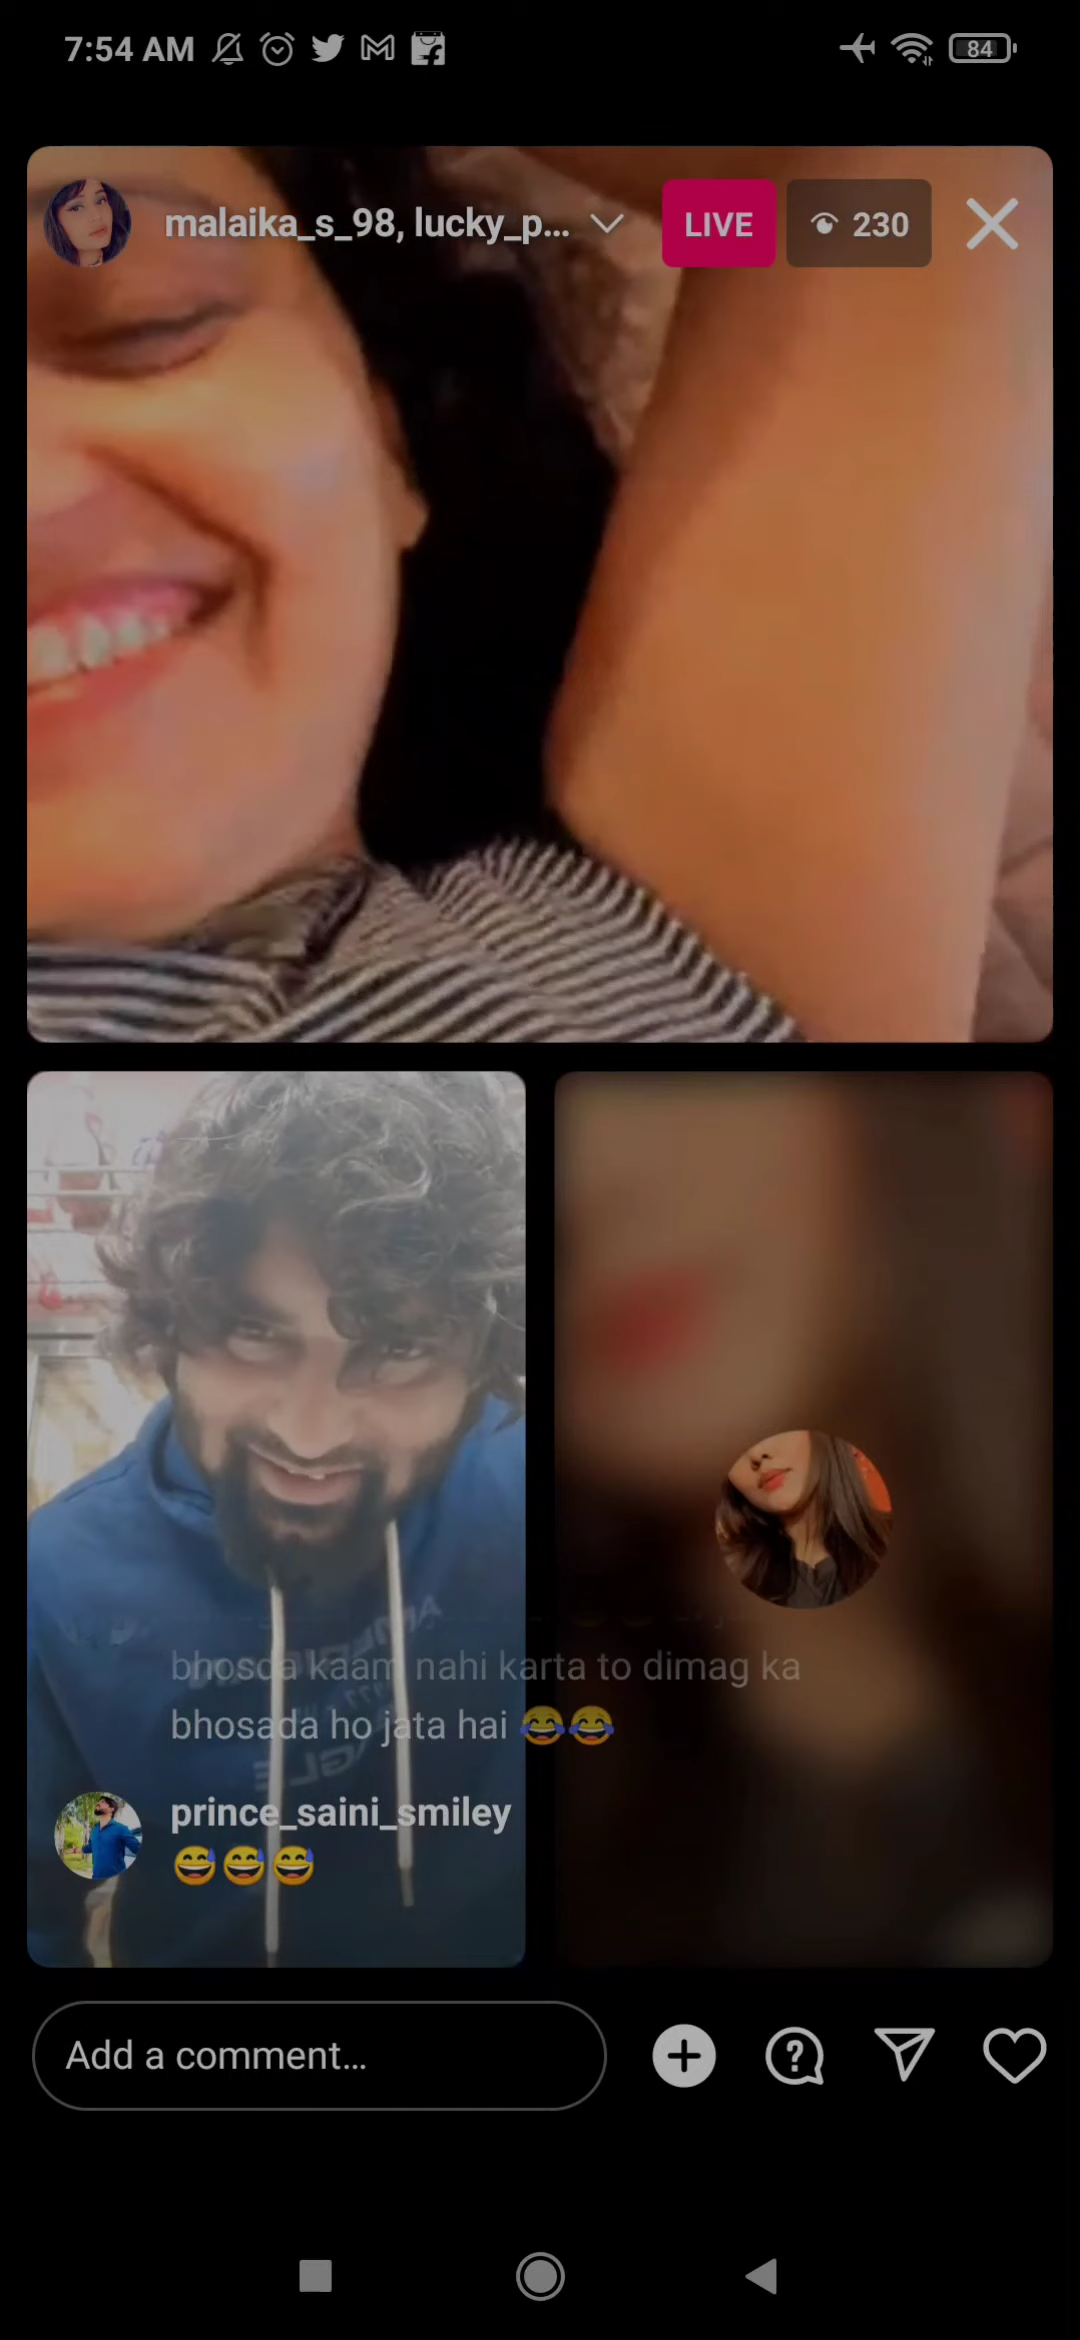 7:54 AM
84
malaika_s_98, lucky_p...
LIVE
230
bhosda kaam nahi karta to dimag ka
bhosada ho jata hai 😂😂
prince_saini_smiley
😅😅😅
Add a comment...